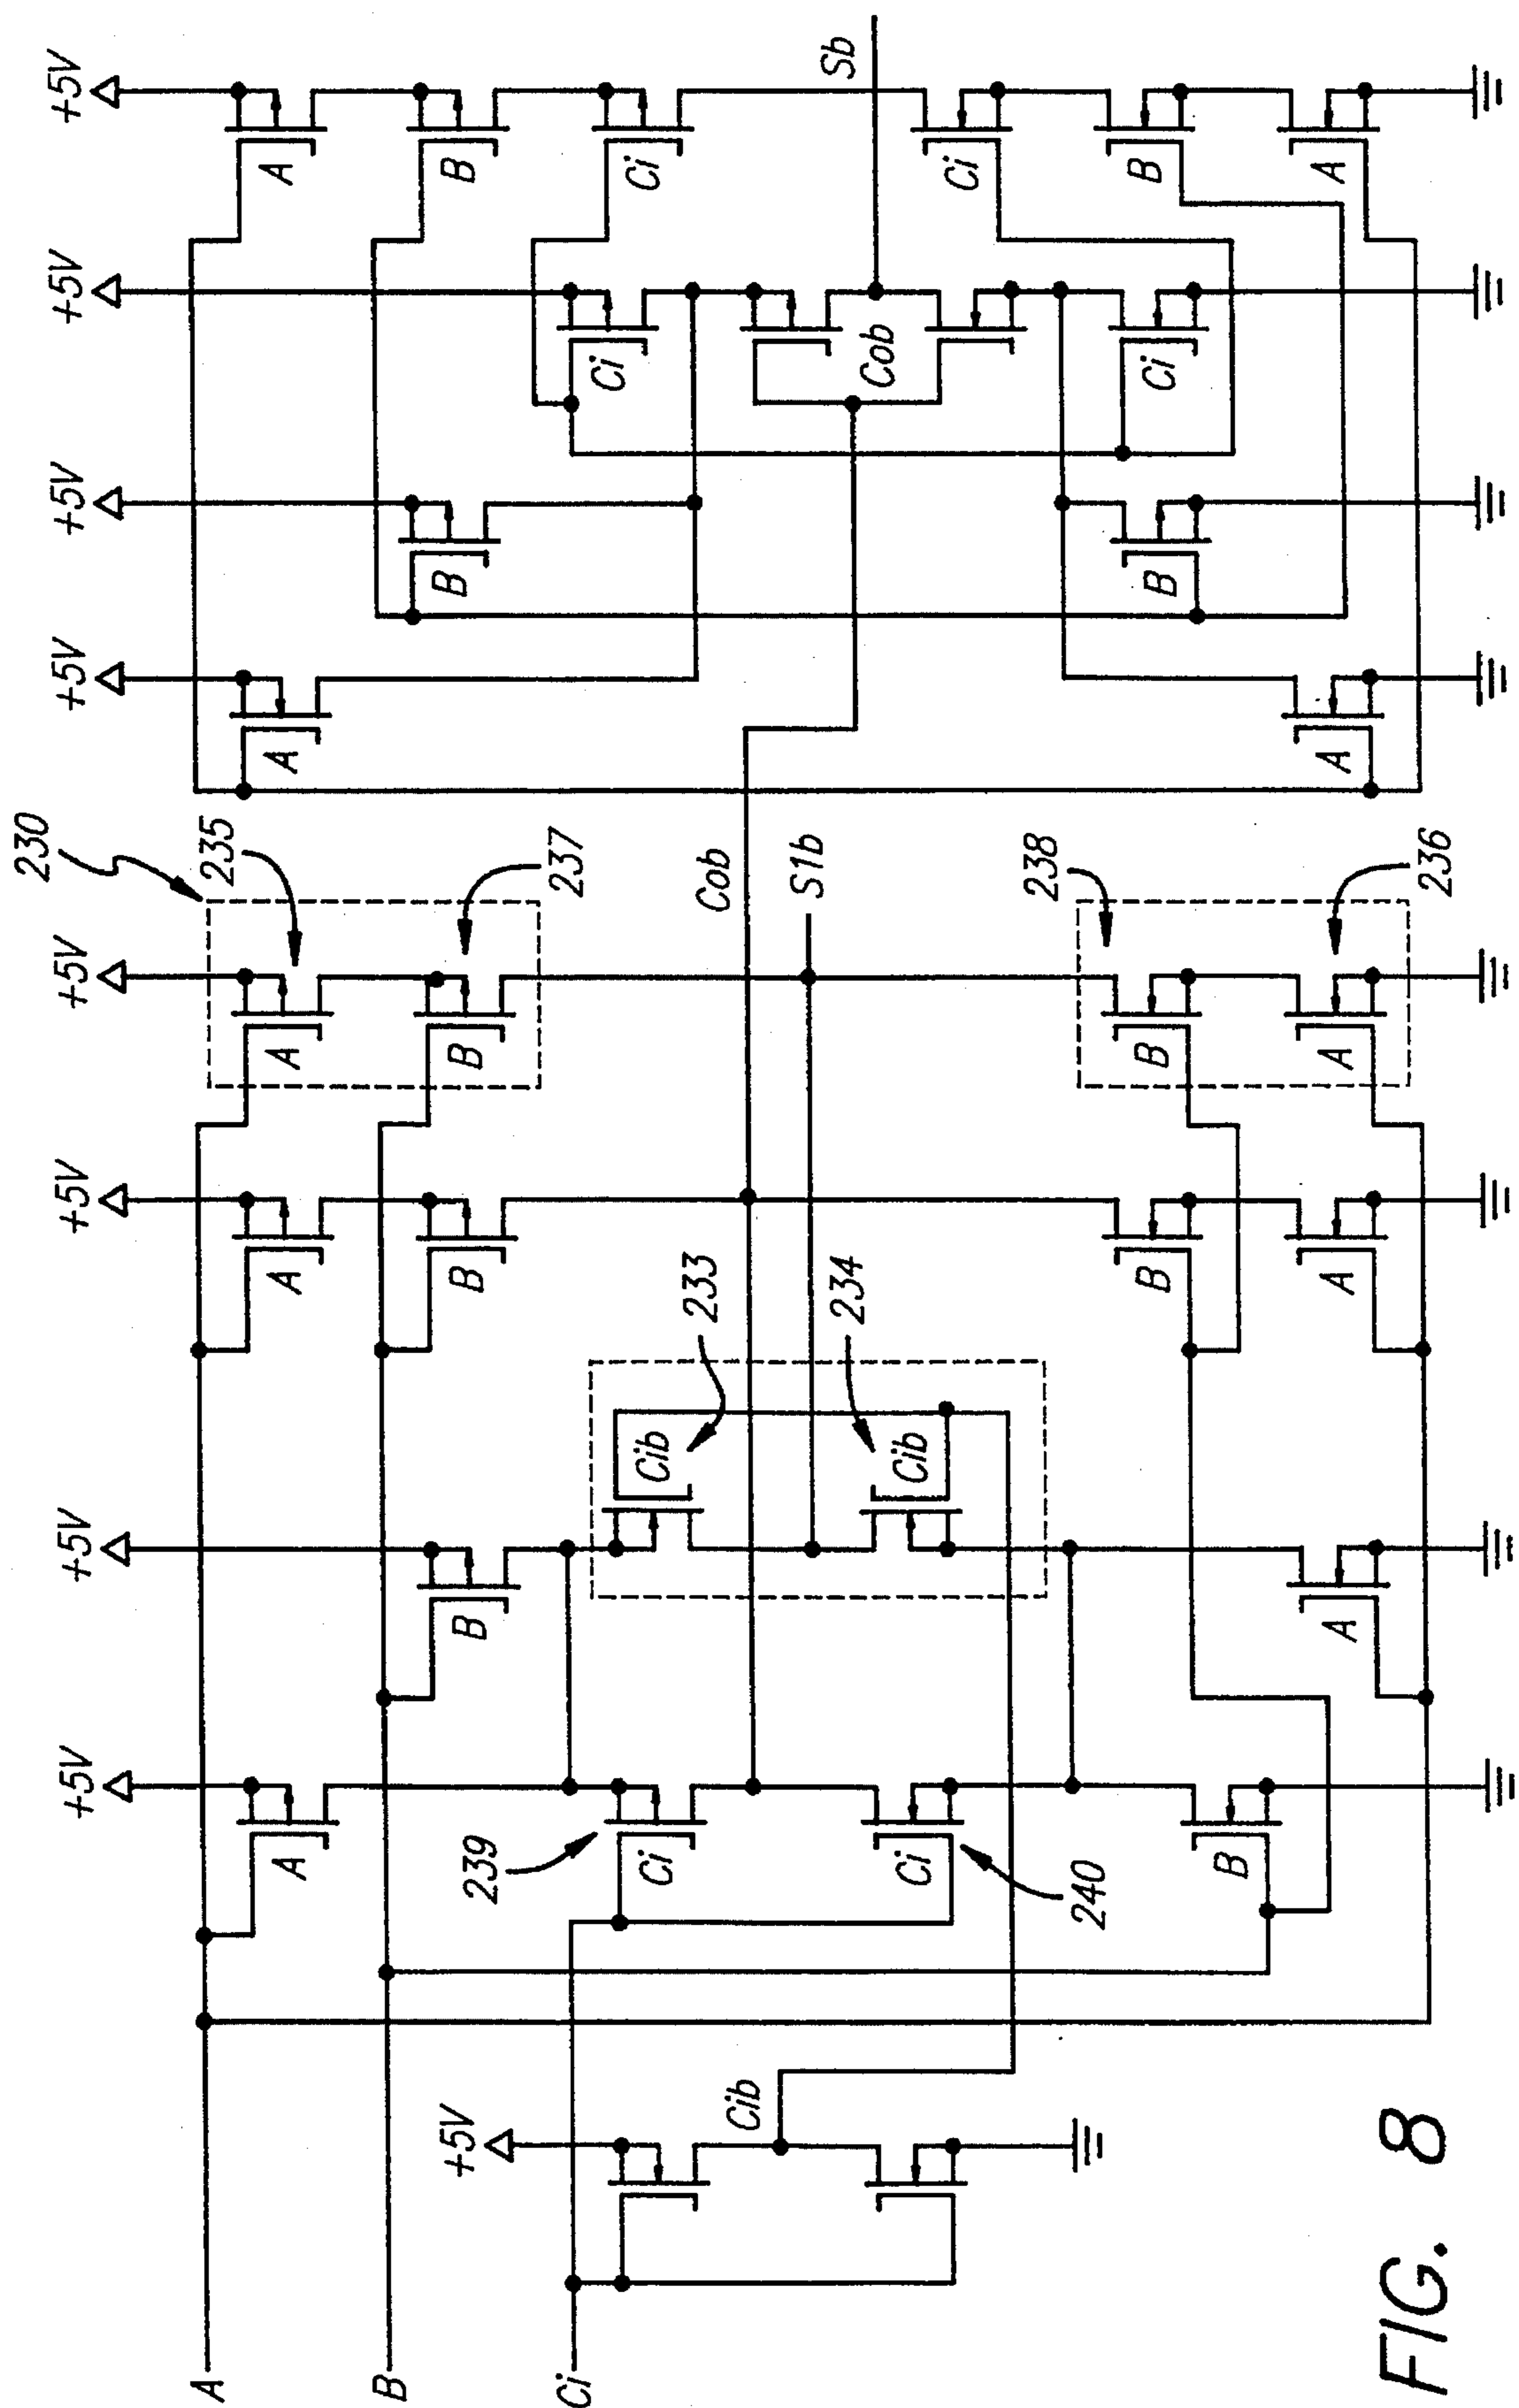 230
+5V +5V +5V +5V +5V +5V +5V +5V
A
235
A A A A A
B
+5V B B B B B
239
237
Ci
Ci Cib Ci Ci
233
Cob
Cib
S1b
Sb
234
Cob
Ci Cib Ci
238
240
B B B Ci B
B
A A A A A
236
FIG. 8